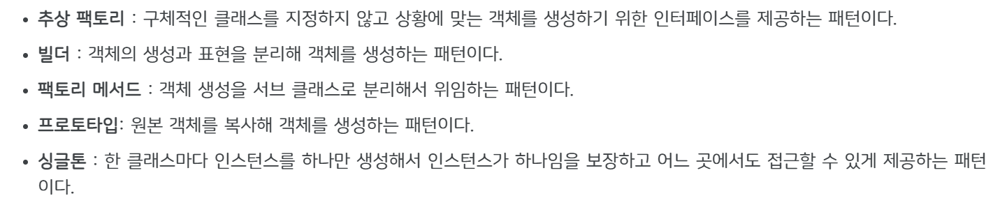 • 추상 팩토리 : 구체적인 클래스를 지정하지 않고 상황에 맞는 객체를 생성하기 위한 인터페이스를 제공하는 패턴이다.
• 빌더 : 객체의 생성과 표현을 분리해 객체를 생성하는 패턴이다.
• 팩토리 메서드 : 객체 생성을 서브 클래스로 분리해서 위임하는 패턴이다.
• 프로토타입: 원본 객체를 복사해 객체를 생성하는 패턴이다.
• 싱글톤 : 한 클래스마다 인스턴스를 하나만 생성해서 인스턴스가 하나임을 보장하고 어느 곳에서도 접근할 수 있게 제공하는 패턴
이다.